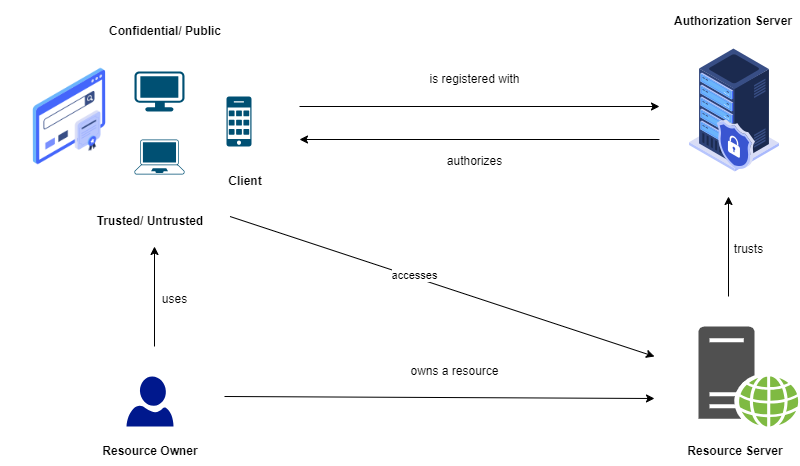 Authorization Server
Confidential/ Public
is registered with
authorizes
Client
Trusted/ Untrusted
trusts
accesses
uses
owns a resource
Resource Owner
Resource Server